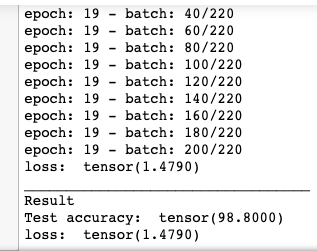 epoch: 19 - batch: 40/220
epoch: 19 - batch: 60/220
epoch: 19 - batch: 80/220
epoch: 19 - batch: 100/220
epoch: 19 - batch: 120/220
epoch: 19 - batch: 140/220
epoch: 19 - batch: 160/220
epoch: 19 - batch: 180/220
epoch: 19 - batch: 200/220
loss:  tensor(1.4790)
__________________________________
Result
Test accuracy:  tensor(98.8000)
loss:  tensor(1.4790)